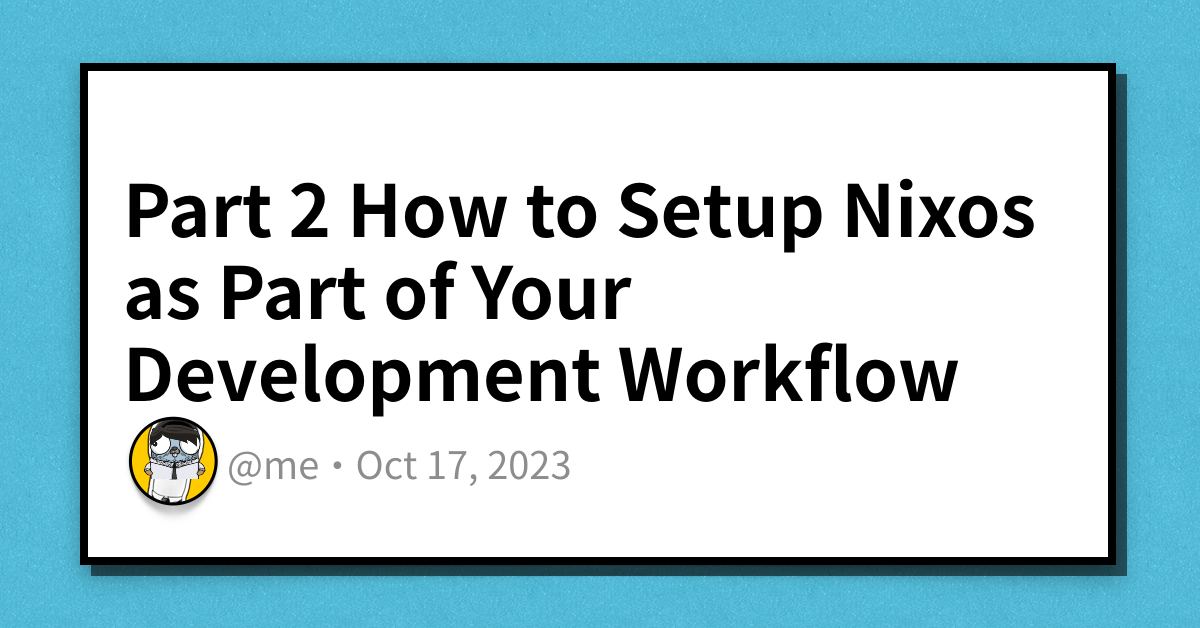 Part 2 How to Setup Nixos
as Part of Your
Development Workflow
@me • Oct 17, 2023